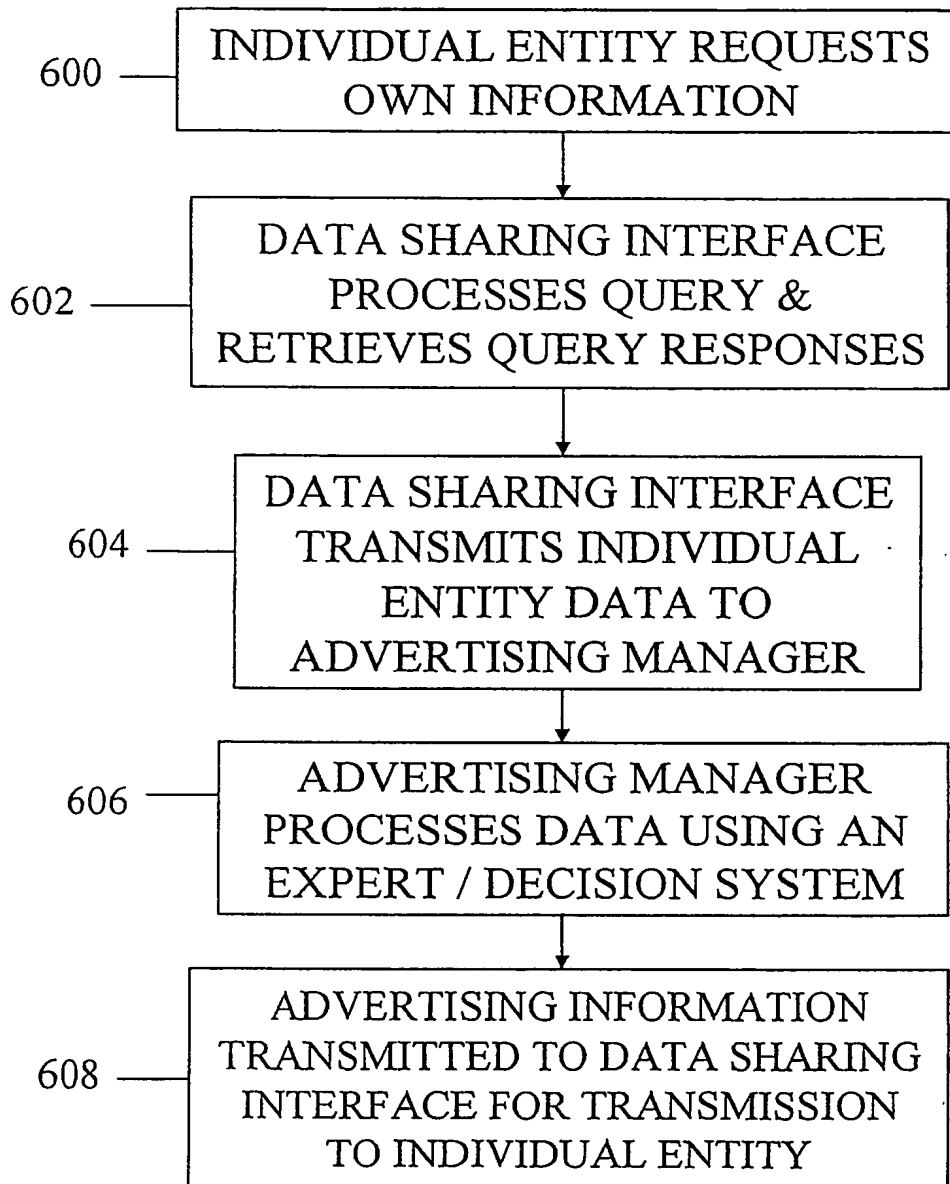 600
INDIVIDUAL ENTITY REQUESTS
OWN INFORMATION
602
DATA SHARING INTERFACE
PROCESSES QUERY &
RETRIEVES QUERY RESPONSES
604
DATA SHARING INTERFACE
TRANSMITS INDIVIDUAL
ENTITY DATA TO
ADVERTISING MANAGER
606
ADVERTISING MANAGER
PROCESSES DATA USING AN
EXPERT / DECISION SYSTEM
608
ADVERTISING INFORMATION
TRANSMITTED TO DATA SHARING
INTERFACE FOR TRANSMISSION
TO INDIVIDUAL ENTITY